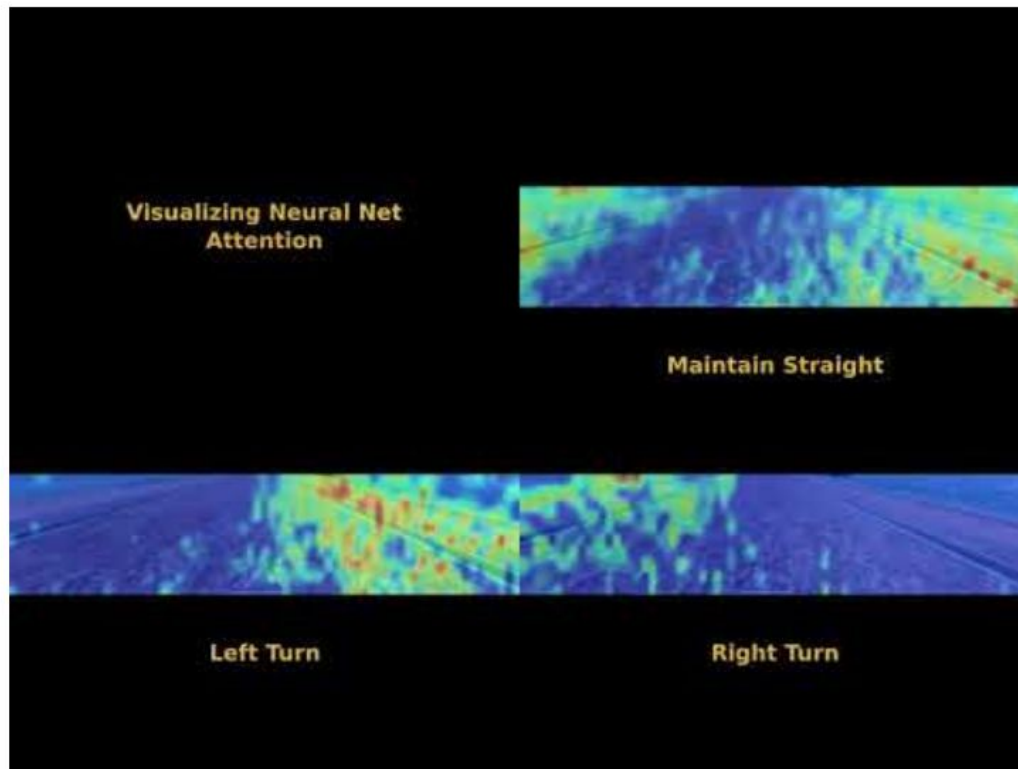 Visualizing Neural Net
Attention
Maintain Straight
Left Turn
Right Turn